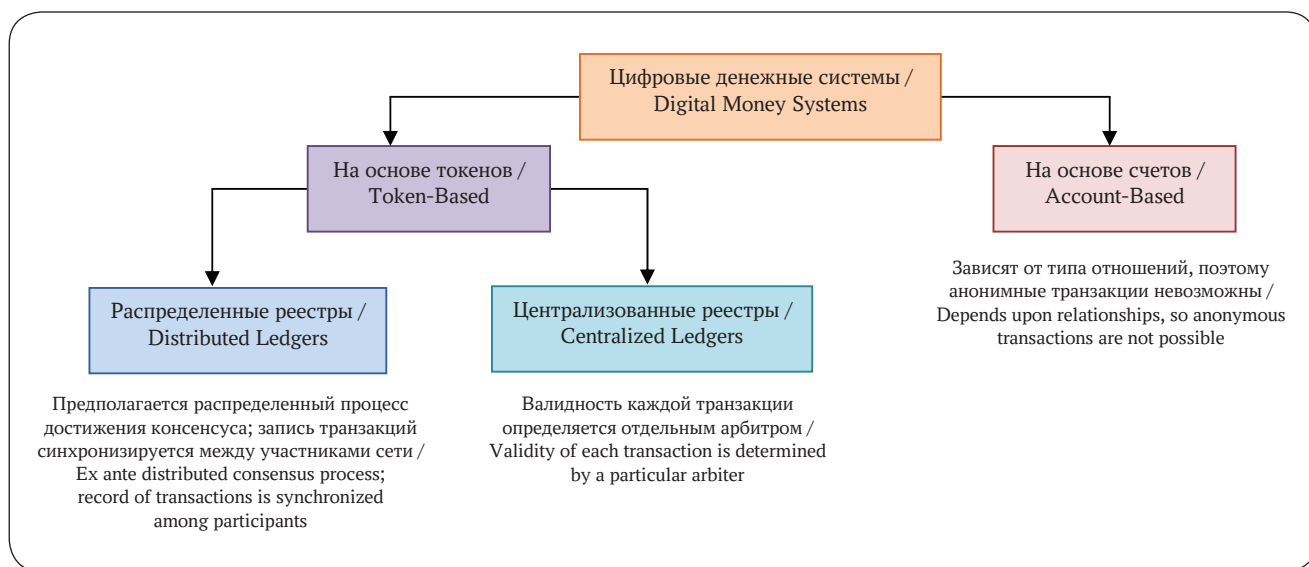 Цифровые денежные системы /
Digital Money Systems
На основе токенов /
Token-Based
На основе счетов /
Account-Based
Зависят от типа отношений, поэтому
анонимные транзакции невозможны /
Depends upon relationships, so anonymous
transactions are not possible
Распределенные реестры /
Distributed Ledgers
Централизованные реестры /
Centralized Ledgers
Предполагается распределенный процесс
достижения консенсуса; запись транзакций
синхронизируется между участниками сети /
Ex ante distributed consensus process;
record of transactions is synchronized
among participants
Валидность каждой транзакции
определяется отдельным арбитром /
Validity of each transaction is determined
by a particular arbiter